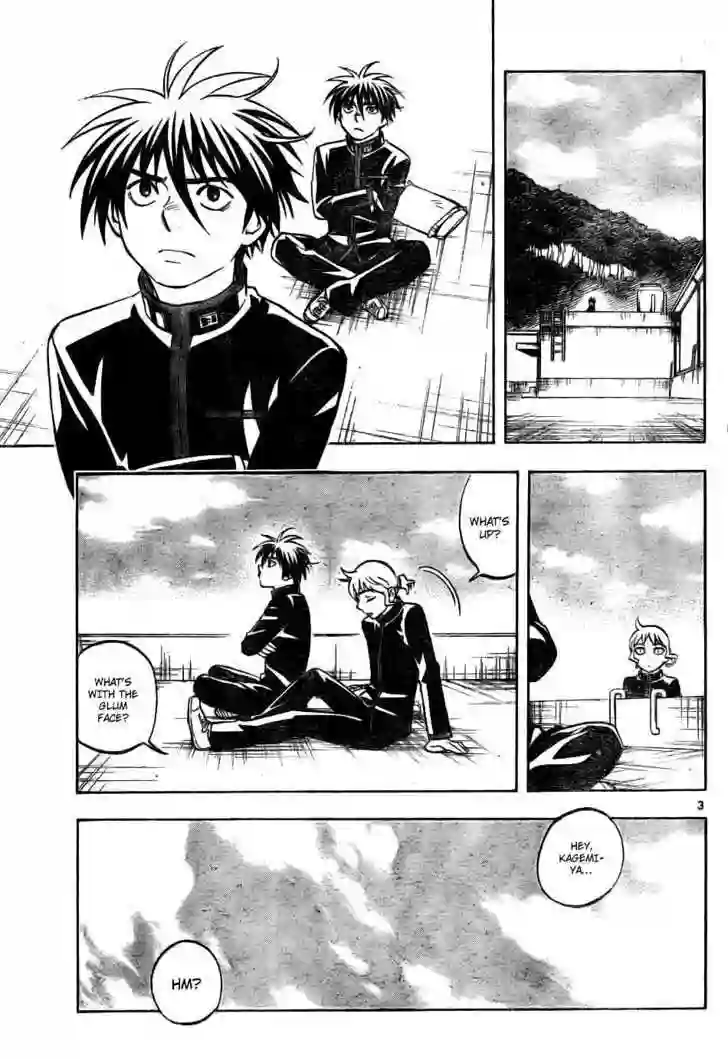 WHAT'S
UP?
WHAT'S
WITH THE
GLUM
FACE?
3
HEY,
KAGEMI-
YA...
HM?